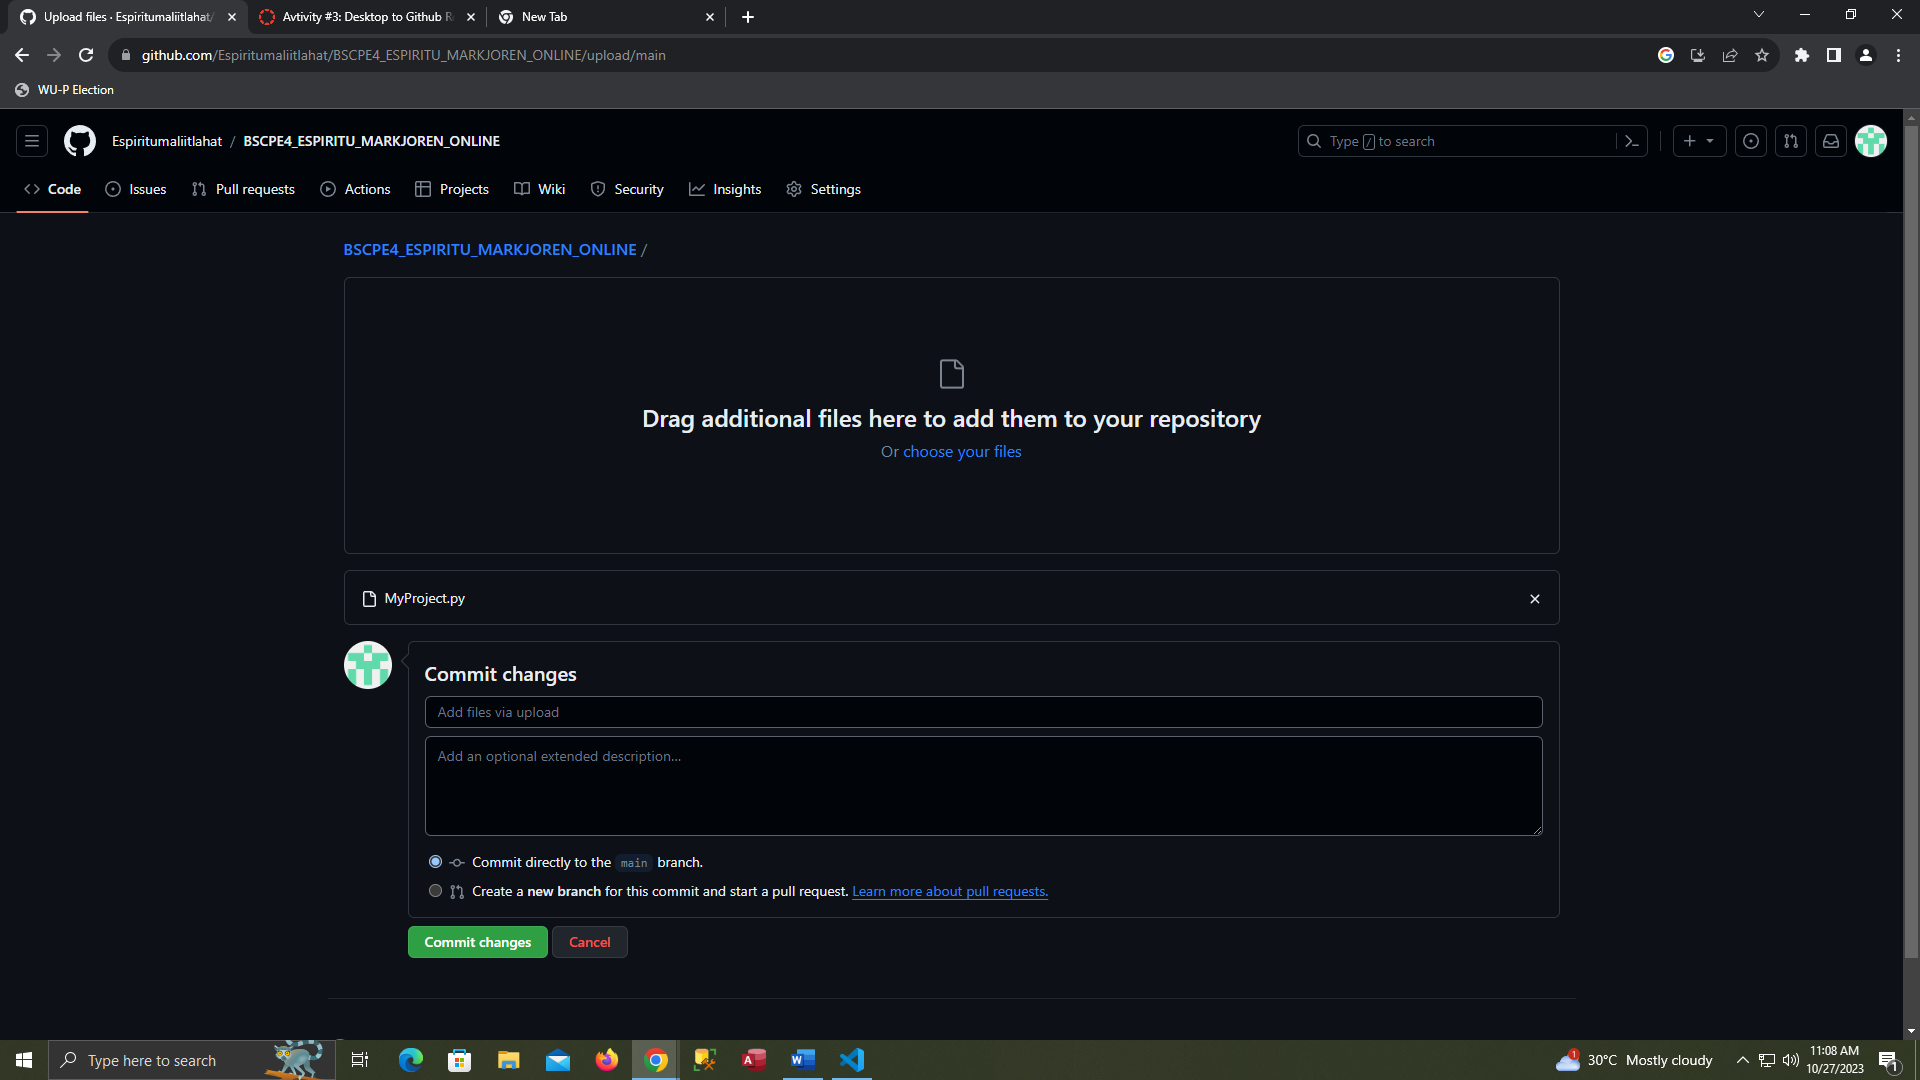 Upload files · Espiritumaliitlahat/
Avtivity #3: Desktop to Github R
New Tab
github.com/Espiritumaliitlahat/BSCPE4_ESPIRITU_MARKJOREN_ONLINE/upload/main
WU-P Election
Espiritumaliitlahat / BSCPE4_ESPIRITU_MARKJOREN_ONLINE
Type / to search
Code Issues Pull requests Actions Projects Wiki Security Insights Settings
BSCPE4_ESPIRITU_MARKJOREN_ONLINE /
Drag additional files here to add them to your repository
Or choose your files
MyProject.py
Commit changes
Add files via upload
Add an optional extended description...
Commit directly to the main branch.
Create a new branch for this commit and start a pull request. Learn more about pull requests.
Commit changes Cancel
Type here to search
1
30°C Mostly cloudy
11:08 AM
10/27/2023
1